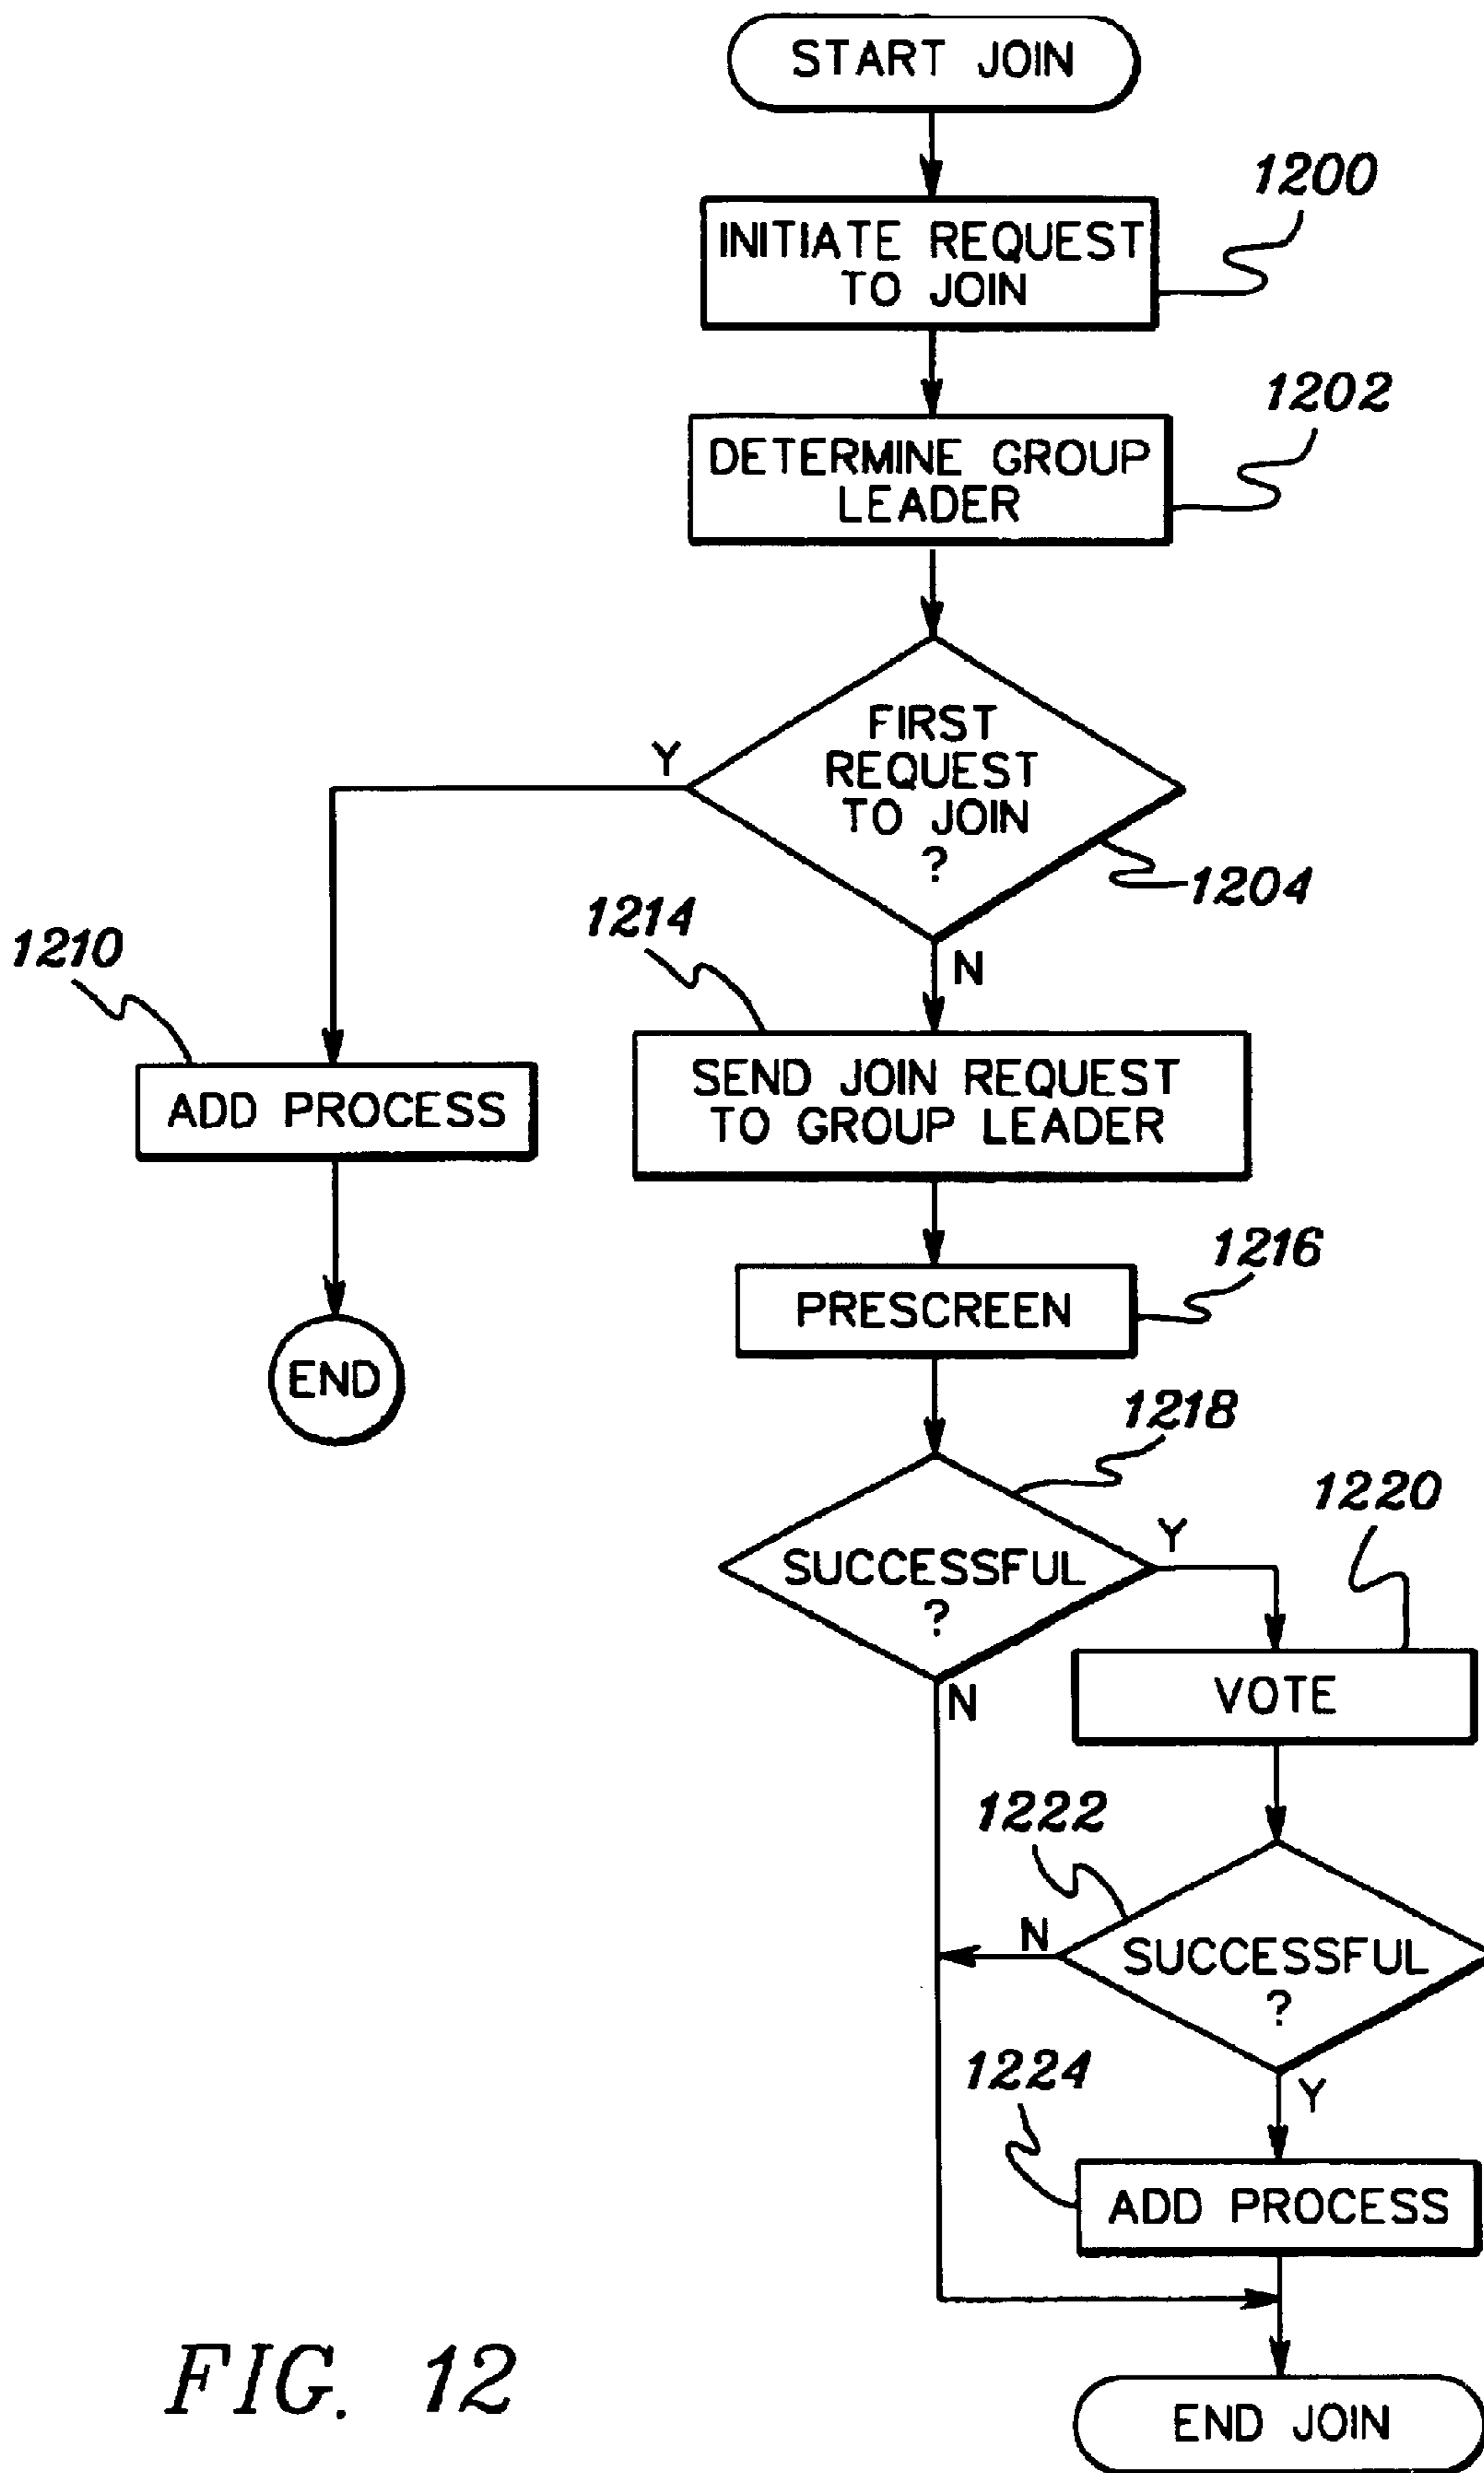 START JOIN
1200
INITIATE REQUEST
TO JOIN
1202
DETERMINE GROUP
LEADER
FIRST
REQUEST
TO JOIN
?
Y
1204
N
1210
ADD PROCESS
END
1214
SEND JOIN REQUEST
TO GROUP LEADER
1216
PRESCREEN
1218
SUCCESSFUL
?
Y
N
1220
VOTE
1222
N
SUCCESSFUL
?
Y
1224
ADD PROCESS
END JOIN
FIG. 12